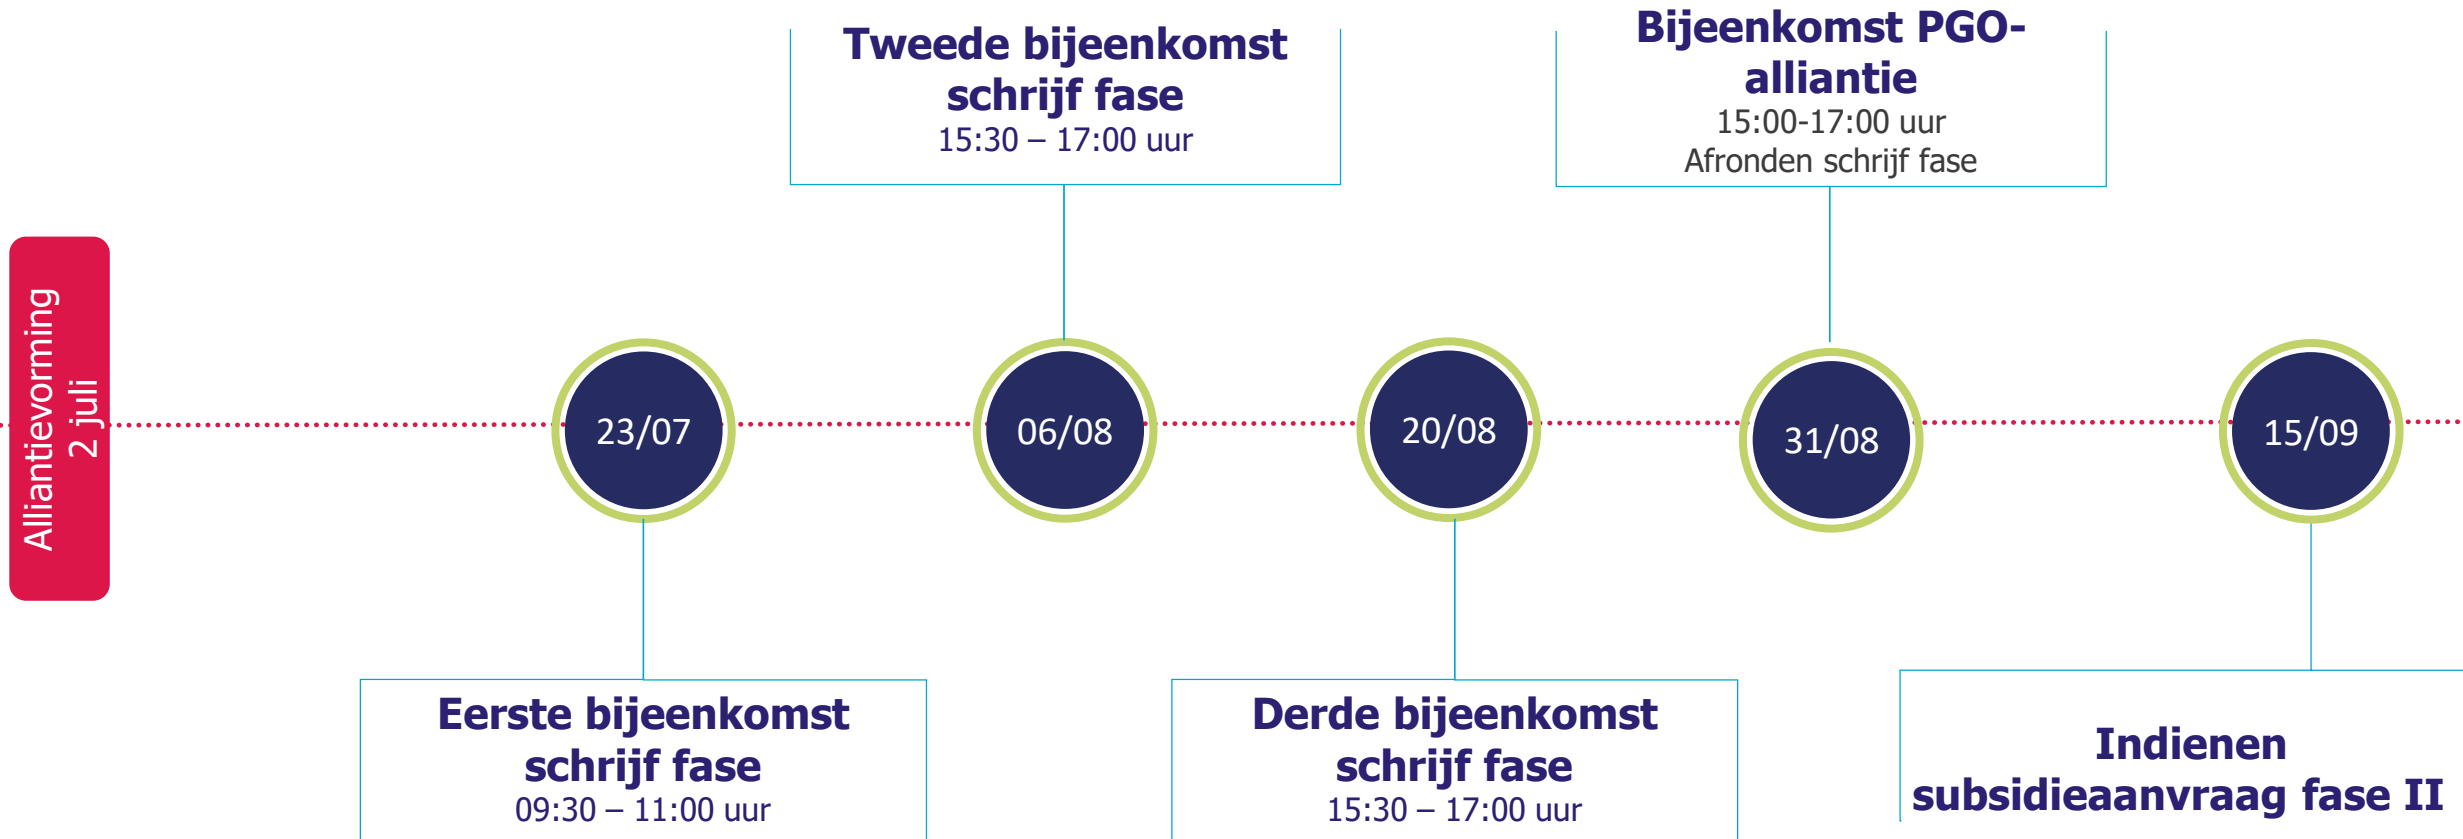 Alliantievorming
2 juli
23/07
Eerste bijeenkomst
schrijf fase
09:30 – 11:00 uur
Tweede bijeenkomst
schrijf fase
15:30 – 17:00 uur
06/08
20/08
Derde bijeenkomst
schrijf fase
15:30 – 17:00 uur
Bijeenkomst PGO-
alliantie
15:00-17:00 uur
Afronden schrijf fase
31/08
15/09
Indienen
subsidieaanvraag fase II